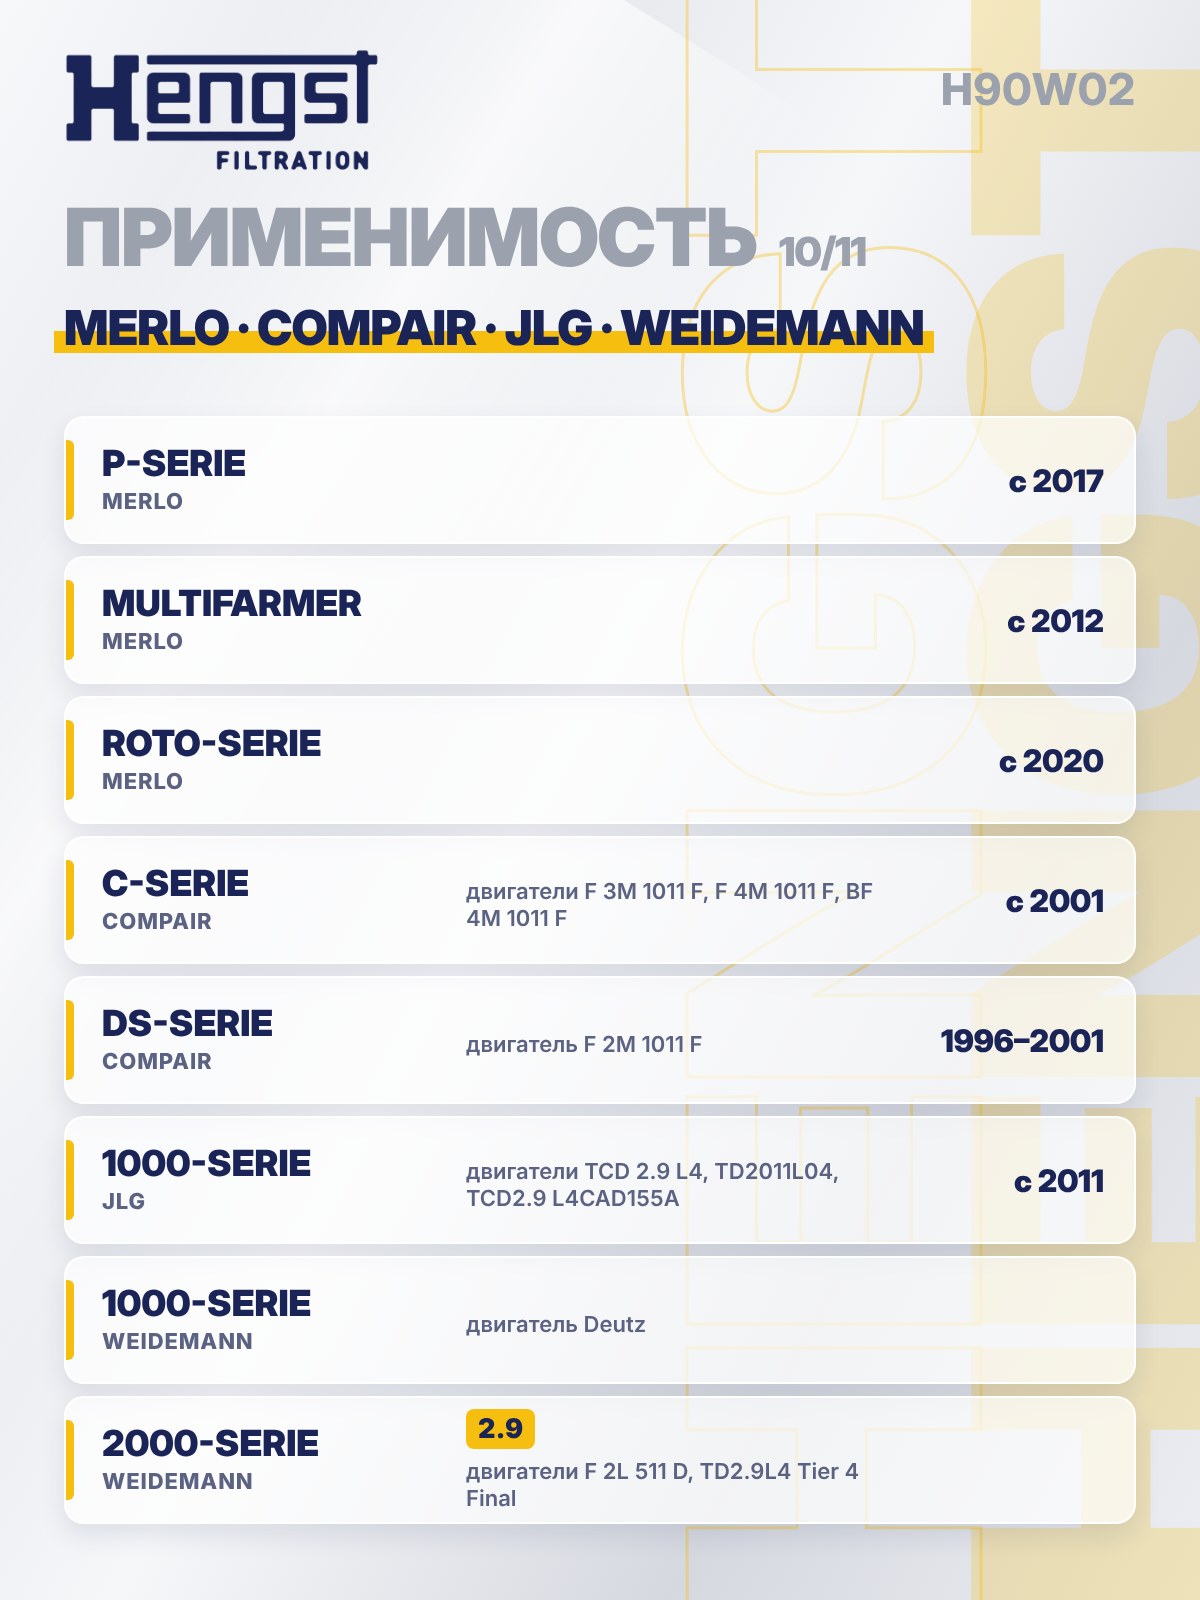 Hengst
FILTRATION
H90W02
ПРИМЕНИМОСТЬ 10/11
MERLO · COMPAIR · JLG · WEIDEMANN
P-SERIE
MERLO
с 2017
MULTIFARMER
MERLO
с 2012
ROTO-SERIE
MERLO
с 2020
C-SERIE
COMPAIR
двигатели F 3M 1011 F, F 4M 1011 F, BF
4M 1011 F
с 2001
DS-SERIE
COMPAIR
двигатель F 2M 1011 F
1996–2001
1000-SERIE
JLG
двигатели TCD 2.9 L4, TD2011L04,
TCD2.9 L4CAD155A
с 2011
1000-SERIE
WEIDEMANN
двигатель Deutz
2000-SERIE
WEIDEMANN
2.9
двигатели F 2L 511 D, TD2.9L4 Tier 4
Final
HENGST
HENGST